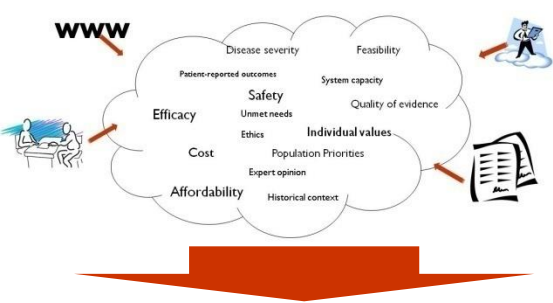 WWW
Disease severity
Feasibility
Patient-reported outcomes
System capacity
Safety
Quality of evidence
Efficacy
Unmet needs
Ethics
Individual values
Cost
Population Priorities
Expert opinion
Affordability
Historical context